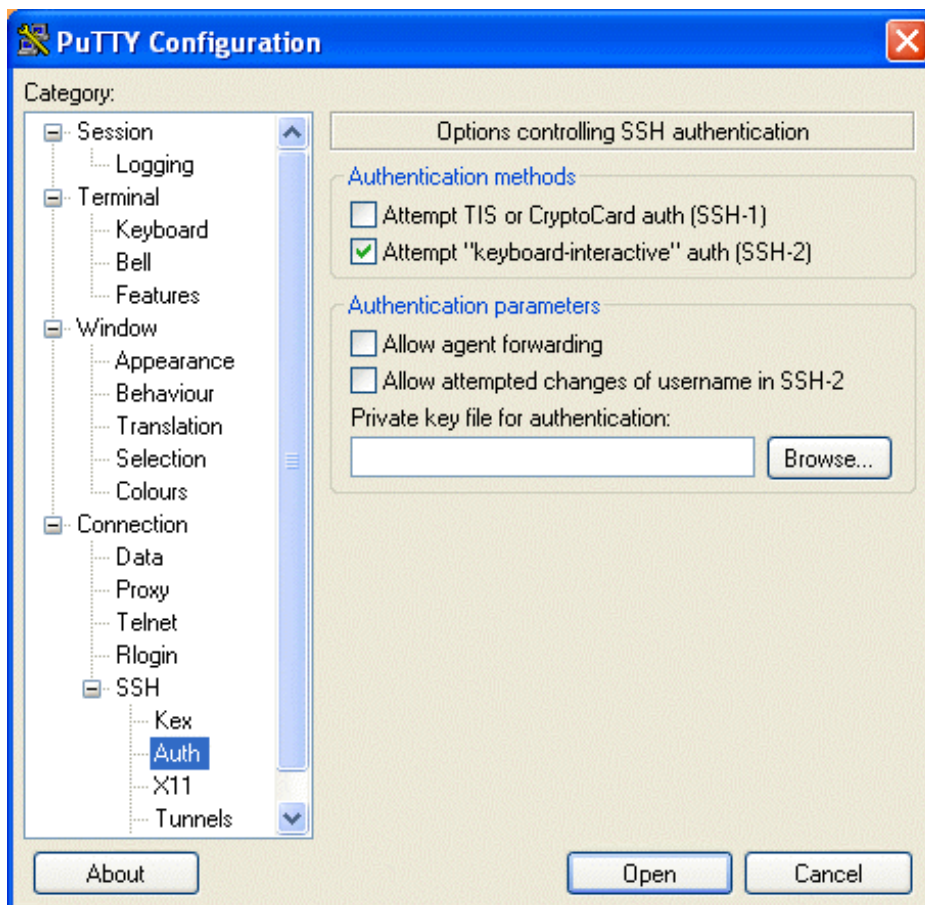 PuTTY Configuration
Category:
Session
Logging
Terminal
Keyboard
Bell
Features
Window
Appearance
Behaviour
Translation
Selection
Colours
Connection
Data
Proxy
Telnet
Rlogin
SSH
Kex
Auth
X11
Tunnels
Options controlling SSH authentication
Authentication methods
Attempt TIS or CryptoCard auth (SSH-1)
Attempt "keyboard-interactive" auth (SSH-2)
Authentication parameters
Allow agent forwarding
Allow attempted changes of username in SSH-2
Private key file for authentication:
Browse...
About
Open
Cancel